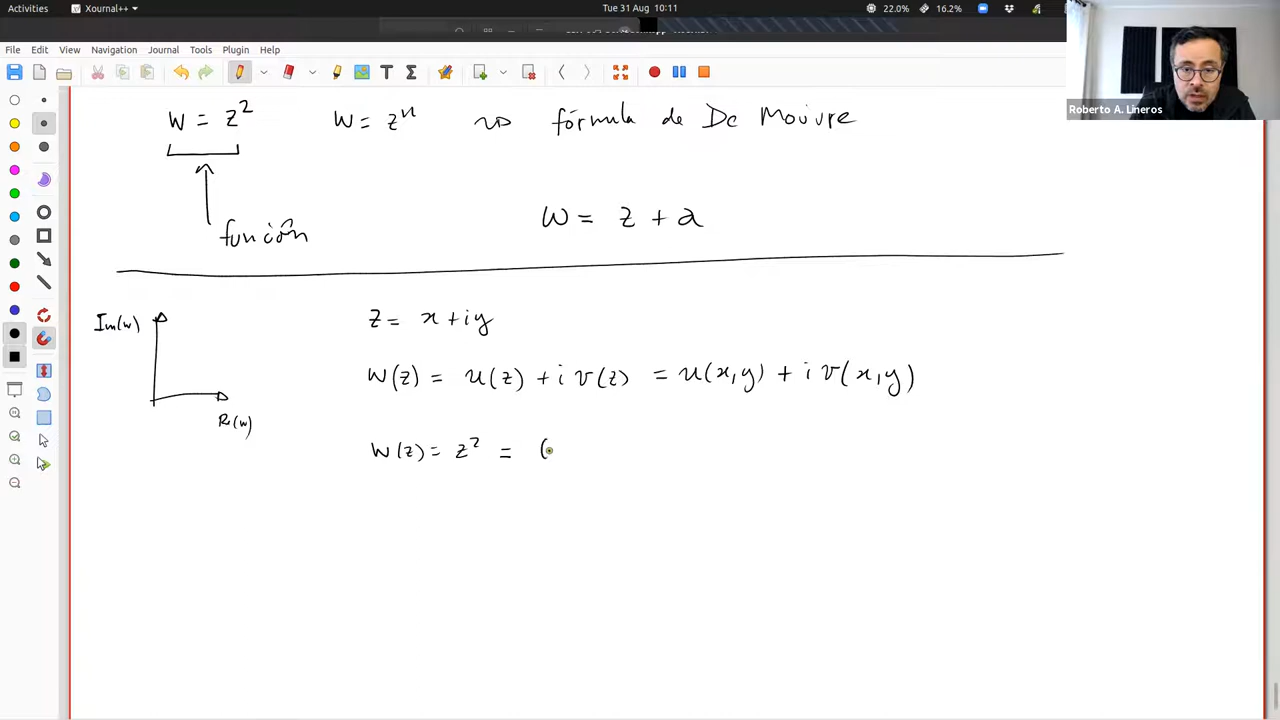 Activities Xournal++ Tue 31 Aug 10:11 22.0% 16.2%
File Edit View Navigation Journal Tools Plugin Help
Roberto A. Lineros
w = z² w = zⁿ ⇝ fórmula de De Moivre
función
w = z + a
Im(w)
R(w)
z = x + iy
w(z) = u(z) + i v(z) = u(x,y) + i v(x,y)
w(z) = z² = (